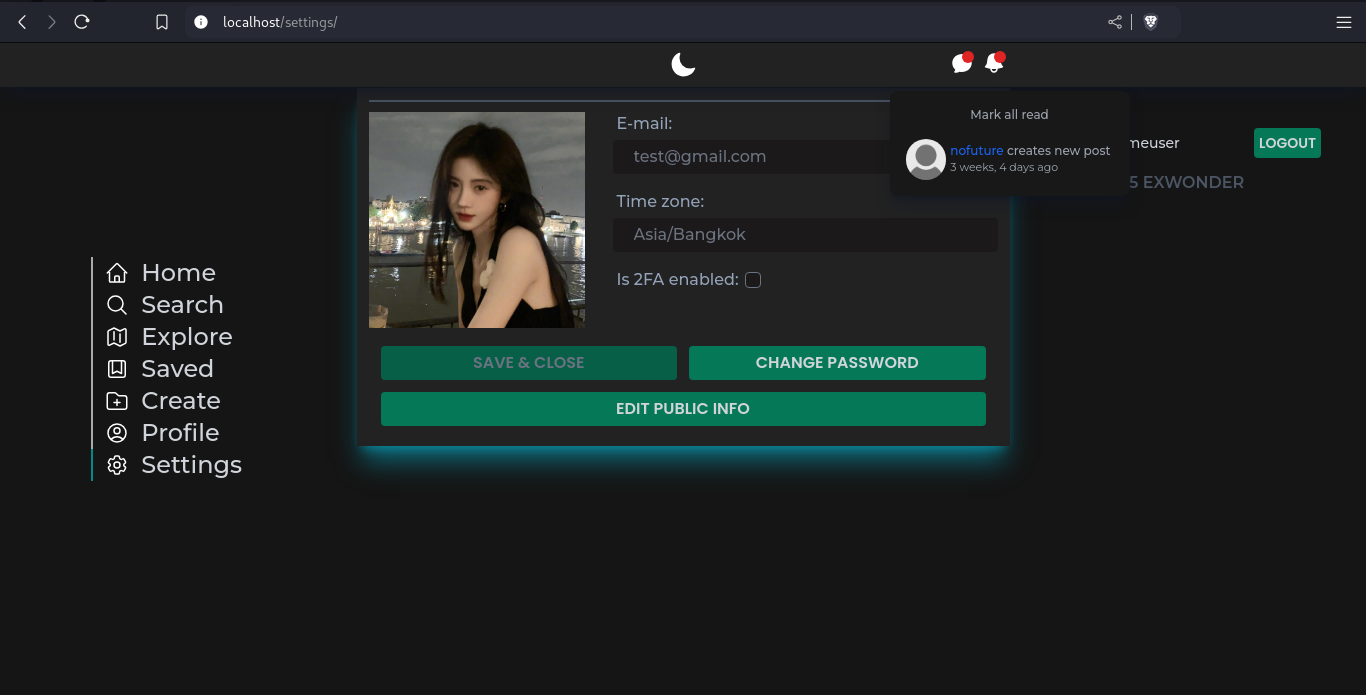 localhost/settings/
Mark all read
nofuture creates new post
3 weeks, 4 days ago
meuser
LOGOUT
5 EXWONDER
Home
Search
Explore
Saved
Create
Profile
Settings
E-mail:
test@gmail.com
Time zone:
Asia/Bangkok
Is 2FA enabled:
SAVE & CLOSE
CHANGE PASSWORD
EDIT PUBLIC INFO